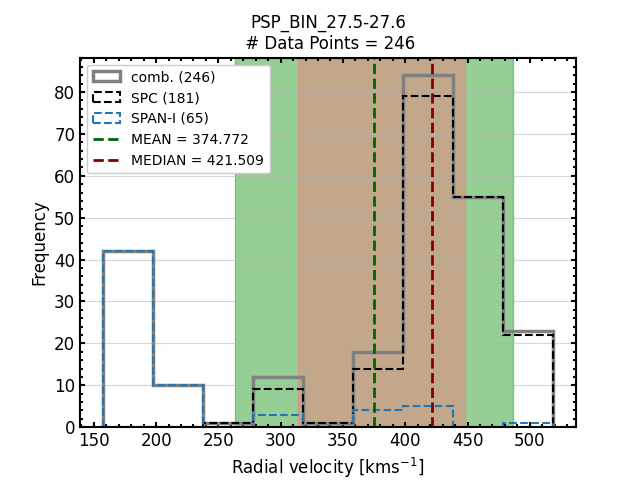 PSP_BIN_27.5-27.6
# Data Points = 246
comb. (246)
SPC (181)
SPAN-I (65)
MEAN = 374.772
MEDIAN = 421.509
Frequency
80
70
60
50
40
30
20
10
0
150 200 250 300 350 400 450 500
Radial velocity [kms⁻¹]